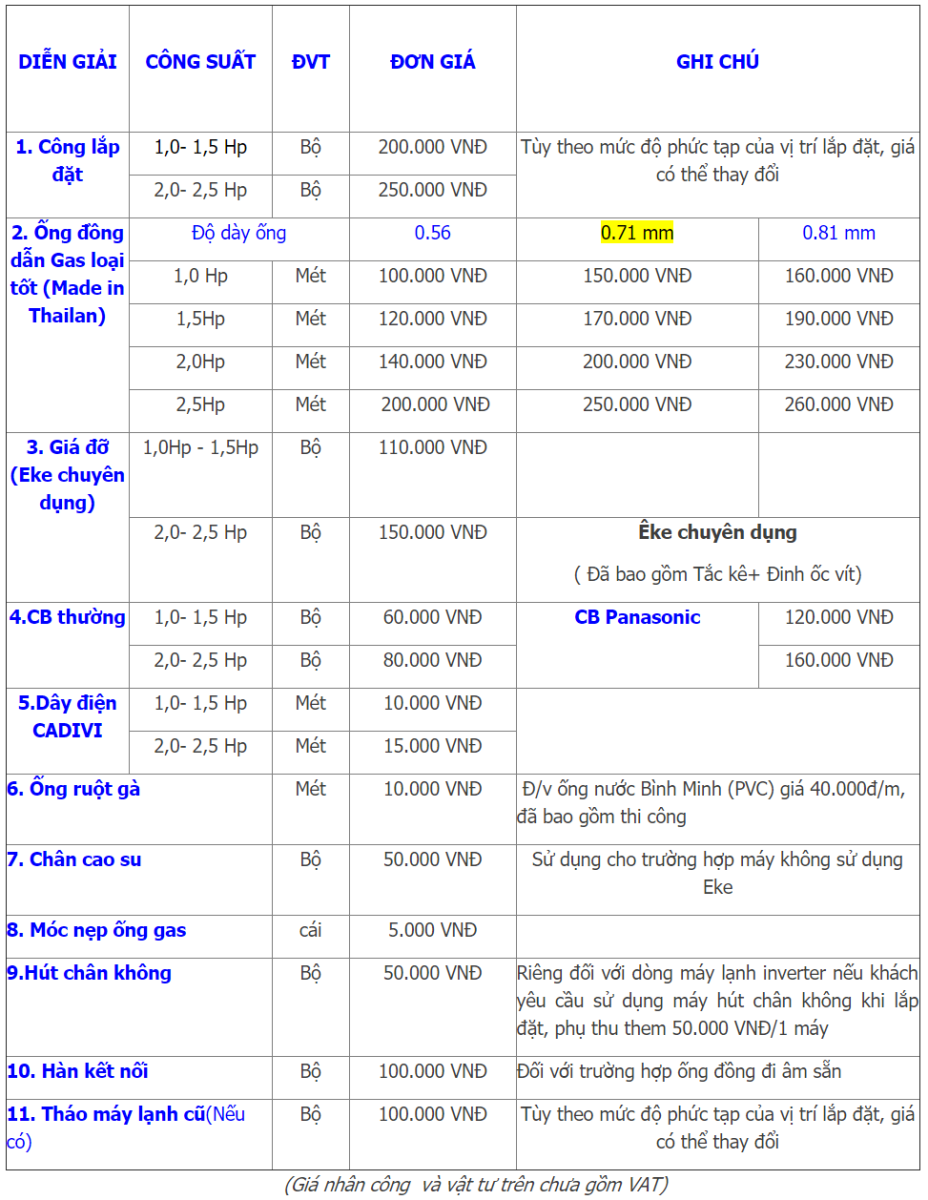 DIỄN GIẢI CÔNG SUẤT ĐVT ĐƠN GIÁ GHI CHÚ
1. Công lắp đặt
1,0- 1,5 Hp Bộ 200.000 VNĐ
Tùy theo mức độ phức tạp của vị trí lắp đặt, giá
có thể thay đổi
2,0- 2,5 Hp Bộ 250.000 VNĐ
2. Ống đồng
dẫn Gas loại
tốt (Made in
Thailan)
Độ dày ống 0.56 0.71 mm 0.81 mm
1,0 Hp Mét 100.000 VNĐ 150.000 VNĐ 160.000 VNĐ
1,5Hp Mét 120.000 VNĐ 170.000 VNĐ 190.000 VNĐ
2,0Hp Mét 140.000 VNĐ 200.000 VNĐ 230.000 VNĐ
2,5Hp Mét 200.000 VNĐ 250.000 VNĐ 260.000 VNĐ
3. Giá đỡ
(Eke chuyên
dụng)
1,0Hp - 1,5Hp Bộ 110.000 VNĐ
2,0- 2,5 Hp Bộ 150.000 VNĐ Êke chuyên dụng
( Đã bao gồm Tắc kê+ Đinh ốc vít)
4.CB thường 1,0- 1,5 Hp Bộ 60.000 VNĐ CB Panasonic 120.000 VNĐ
2,0- 2,5 Hp Bộ 80.000 VNĐ 160.000 VNĐ
5.Dây điện
CADIVI
1,0- 1,5 Hp Mét 10.000 VNĐ
2,0- 2,5 Hp Mét 15.000 VNĐ
6. Ống ruột gà Mét 10.000 VNĐ Đ/v ống nước Bình Minh (PVC) giá 40.000đ/m,
đã bao gồm thi công
7. Chân cao su Bộ 50.000 VNĐ Sử dụng cho trường hợp máy không sử dụng
Eke
8. Móc nẹp ống gas cái 5.000 VNĐ
9.Hút chân không Bộ 50.000 VNĐ Riêng đối với dòng máy lạnh inverter nếu khách
yêu cầu sử dụng máy hút chân không khi lắp
đặt, phụ thu them 50.000 VNĐ/1 máy
10. Hàn kết nối Bộ 100.000 VNĐ Đối với trường hợp ống đồng đi âm sẵn
11. Tháo máy lạnh cũ(Nếu
có)
Bộ 100.000 VNĐ Tùy theo mức độ phức tạp của vị trí lắp đặt, giá
có thể thay đổi
(Giá nhân công và vật tư trên chưa gồm VAT)